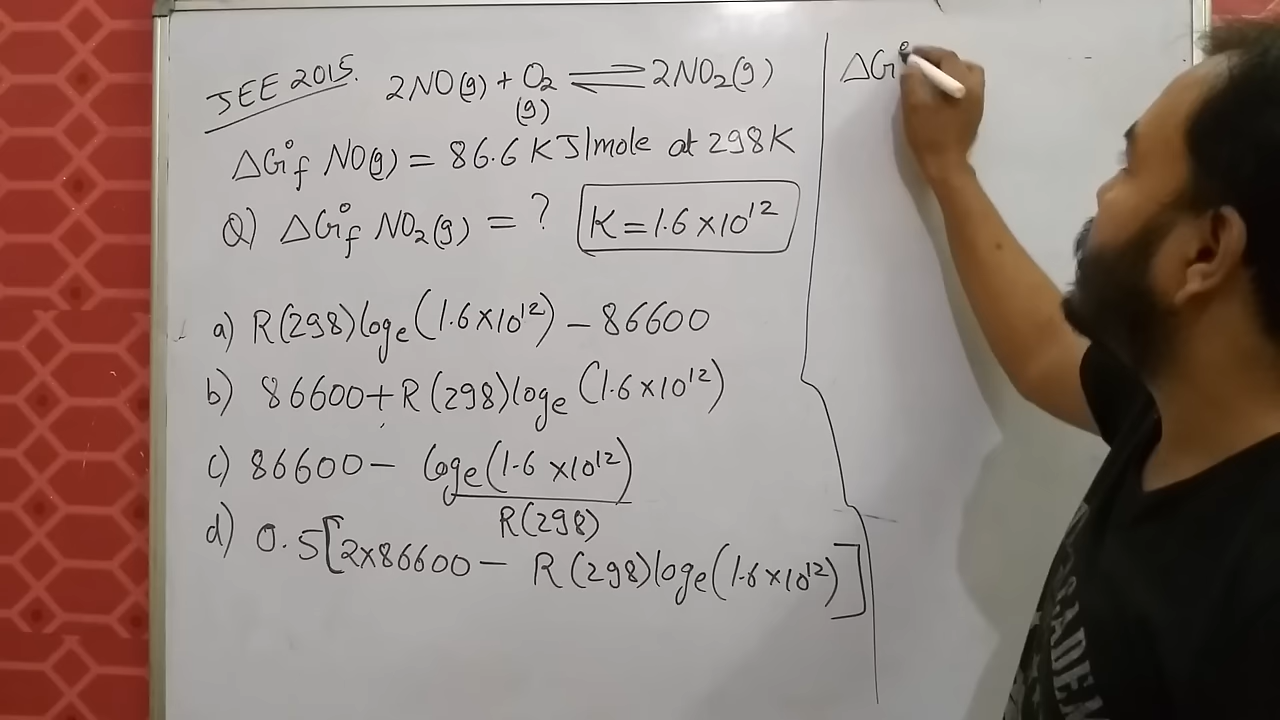 JEE 2015. 2NO(g) + O₂(g) ⇌ 2NO₂(g)
ΔG°f NO(g) = 86.6 KJ/mole at 298K
Q) ΔG°f NO₂(g) = ? K = 1.6 ×10¹²
a) R(298)loge(1.6×10¹²) – 86600
b) 86600 + R(298)loge(1.6×10¹²)
c) 86600 – loge(1.6 ×10¹²)
R(298)
d) 0.5[2×86600 – R(298)loge(1.6×10¹²)]
ΔG°
ACADEM